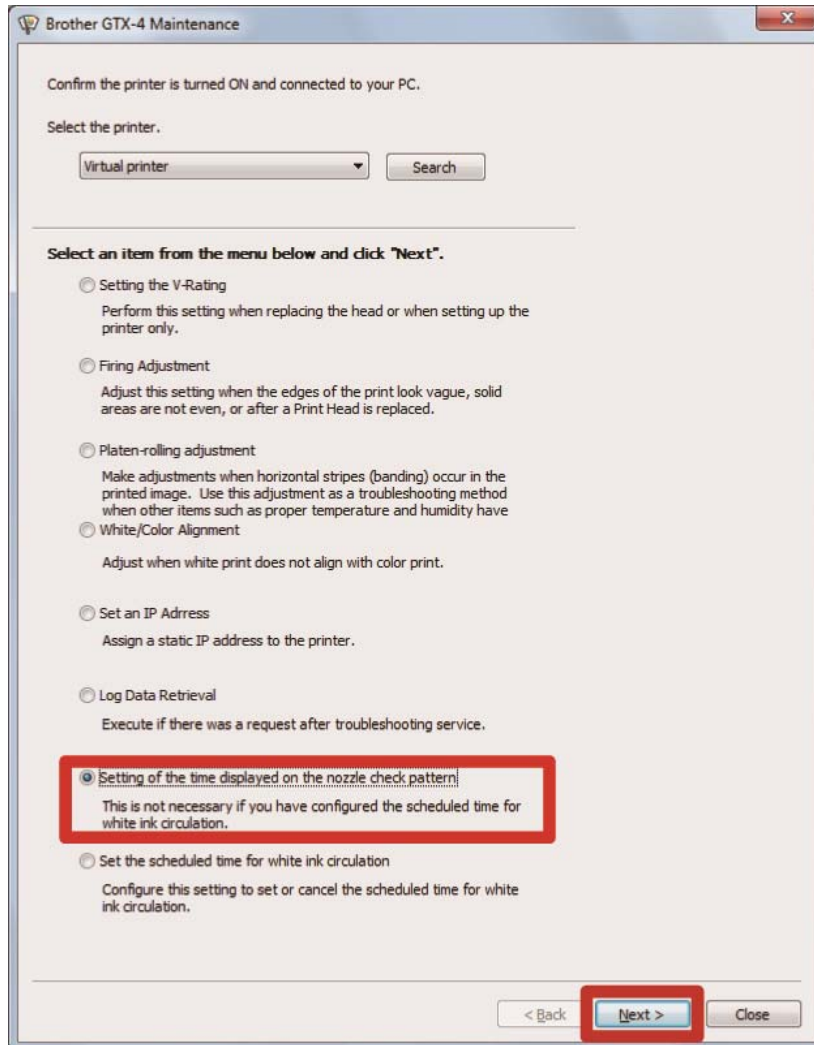 Brother GTX-4 Maintenance
Confirm the printer is turned ON and connected to your PC.
Select the printer.
Virtual printer
Search
Select an item from the menu below and click "Next".
Setting the V-Rating
Perform this setting when replacing the head or when setting up the
printer only.
Firing Adjustment
Adjust this setting when the edges of the print look vague, solid
areas are not even, or after a Print Head is replaced.
Platen-rolling adjustment
Make adjustments when horizontal stripes (banding) occur in the
printed image.  Use this adjustment as a troubleshooting method
when other items such as proper temperature and humidity have
White/Color Alignment
Adjust when white print does not align with color print.
Set an IP Adrress
Assign a static IP address to the printer.
Log Data Retrieval
Execute if there was a request after troubleshooting service.
Setting of the time displayed on the nozzle check pattern
This is not necessary if you have configured the scheduled time for
white ink circulation.
Set the scheduled time for white ink circulation
Configure this setting to set or cancel the scheduled time for white
ink circulation.
< Back
Next >
Close